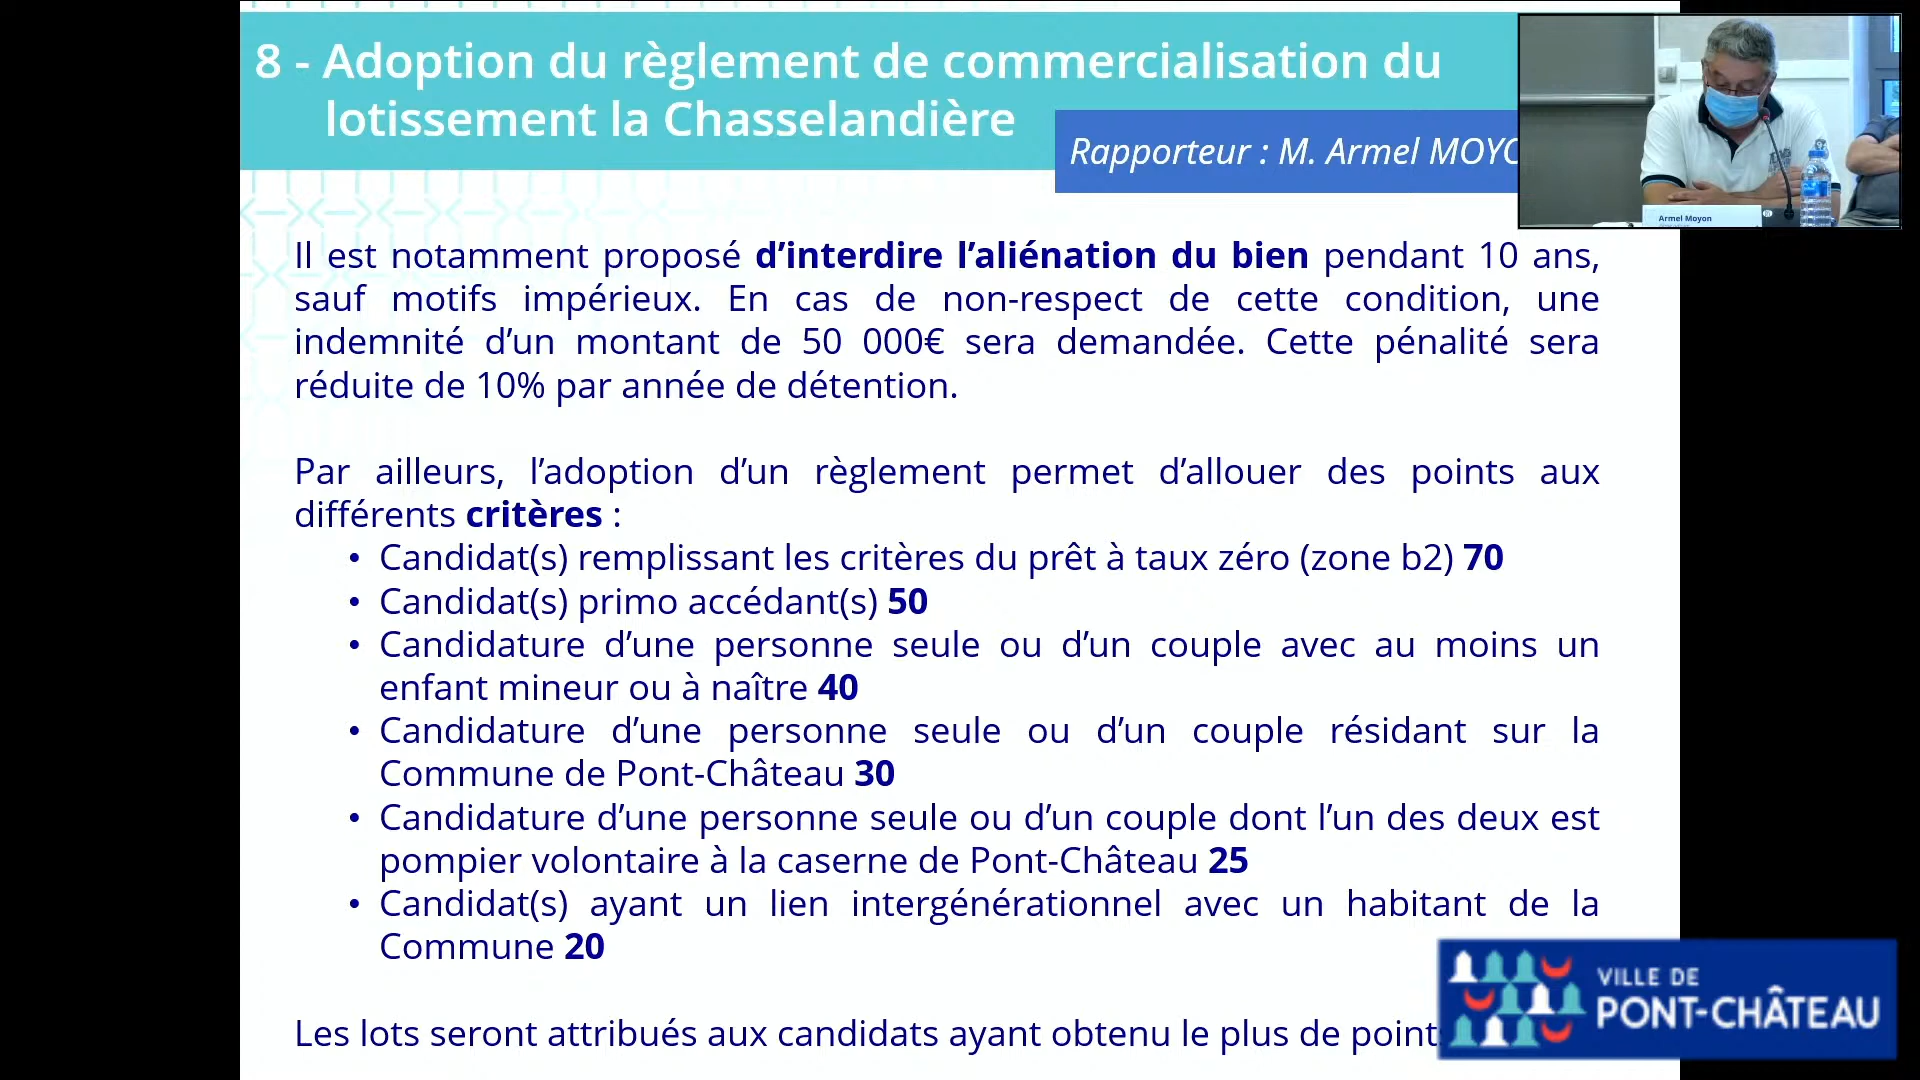 8 - Adoption du règlement de commercialisation du
lotissement la Chasselandière
Rapporteur : M. Armel MOYO
Armel Moyon
Il est notamment proposé d’interdire l’aliénation du bien pendant 10 ans,
sauf motifs impérieux. En cas de non-respect de cette condition, une
indemnité d’un montant de 50 000€ sera demandée. Cette pénalité sera
réduite de 10% par année de détention.
Par ailleurs, l’adoption d’un règlement permet d’allouer des points aux
différents critères :
• Candidat(s) remplissant les critères du prêt à taux zéro (zone b2) 70
• Candidat(s) primo accédant(s) 50
• Candidature d’une personne seule ou d’un couple avec au moins un
enfant mineur ou à naître 40
• Candidature d’une personne seule ou d’un couple résidant sur la
Commune de Pont-Château 30
• Candidature d’une personne seule ou d’un couple dont l’un des deux est
pompier volontaire à la caserne de Pont-Château 25
• Candidat(s) ayant un lien intergénérationnel avec un habitant de la
Commune 20
Les lots seront attribués aux candidats ayant obtenu le plus de point
VILLE DE
PONT-CHÂTEAU